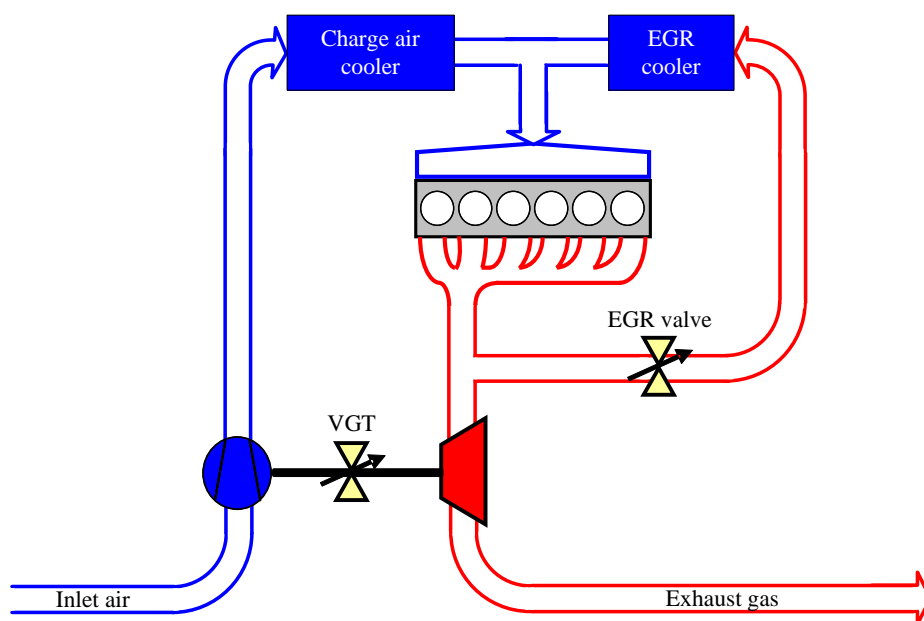 Charge air
cooler
EGR
cooler
EGR valve
VGT
Inlet air
Exhaust gas